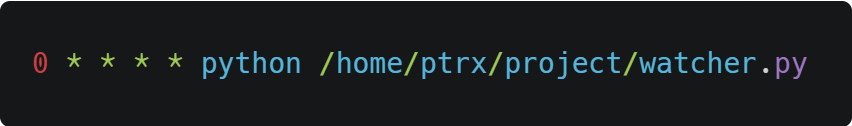 0 * * * * python /home/ptrx/project/watcher.py